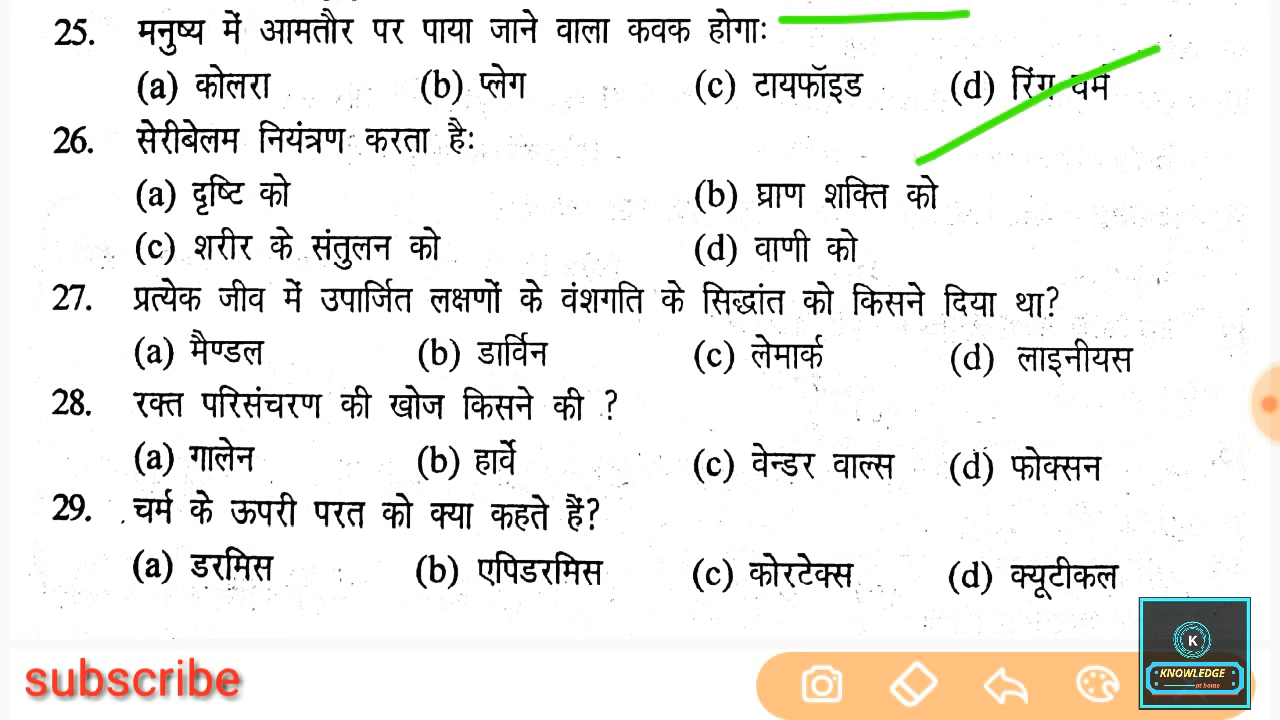 25. मनुष्य में आमतौर पर पाया जाने वाला कवक होगाः
(a) कोलरा (b) प्लेग (c) टायफॉइड (d) रिंग वर्म
26. सेरीबेलम नियंत्रण करता हैः
(a) दृष्टि को (b) घ्राण शक्ति को
(c) शरीर के संतुलन को (d) वाणी को
27. प्रत्येक जीव में उपार्जित लक्षणों के वंशगति के सिद्धांत को किसने दिया था?
(a) मैण्डल (b) डार्विन (c) लेमार्क (d) लाइनीयस
28. रक्त परिसंचरण की खोज किसने की ?
(a) गालेन (b) हार्वे (c) वेन्डर वाल्स (d) फोक्सन
29. चर्म के ऊपरी परत को क्या कहते हैं?
(a) डरमिस (b) एपिडरमिस (c) कोरटेक्स (d) क्यूटीकल
subscribe
K
KNOWLEDGE
at home